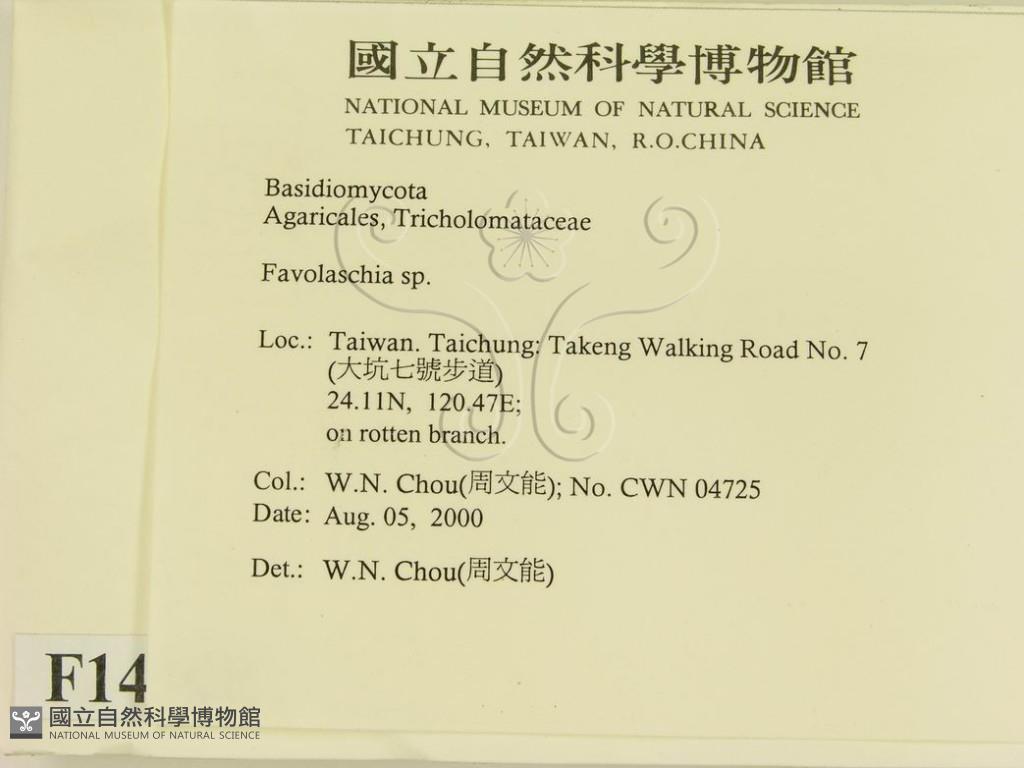 國立自然科學博物館
NATIONAL MUSEUM OF NATURAL SCIENCE
TAICHUNG, TAIWAN, R.O.CHINA
Basidiomycota
Agaricales, Tricholomataceae
Favolaschia sp.
Loc.: Taiwan. Taichung: Takeng Walking Road No. 7
(大坑七號步道)
24.11N, 120.47E;
on rotten branch.
Col.: W.N. Chou(周文能); No. CWN 04725
Date: Aug. 05, 2000
Det.: W.N. Chou(周文能)
F14
國立自然科學博物館
NATIONAL MUSEUM OF NATURAL SCIENCE